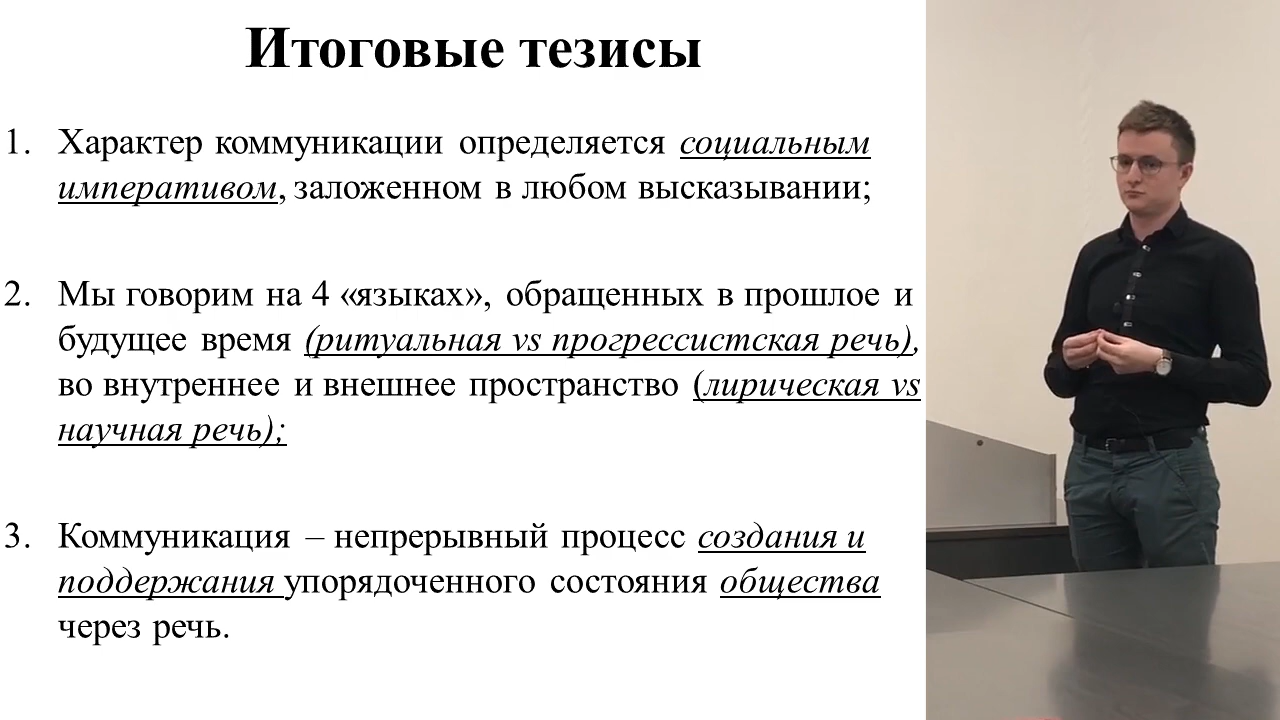 Итоговые тезисы
1. Характер коммуникации определяется социальным
императивом, заложенном в любом высказывании;
2. Мы говорим на 4 «языках», обращенных в прошлое и
будущее время (ритуальная vs прогрессистская речь),
во внутреннее и внешнее пространство (лирическая vs
научная речь);
3. Коммуникация – непрерывный процесс создания и
поддержания упорядоченного состояния общества
через речь.